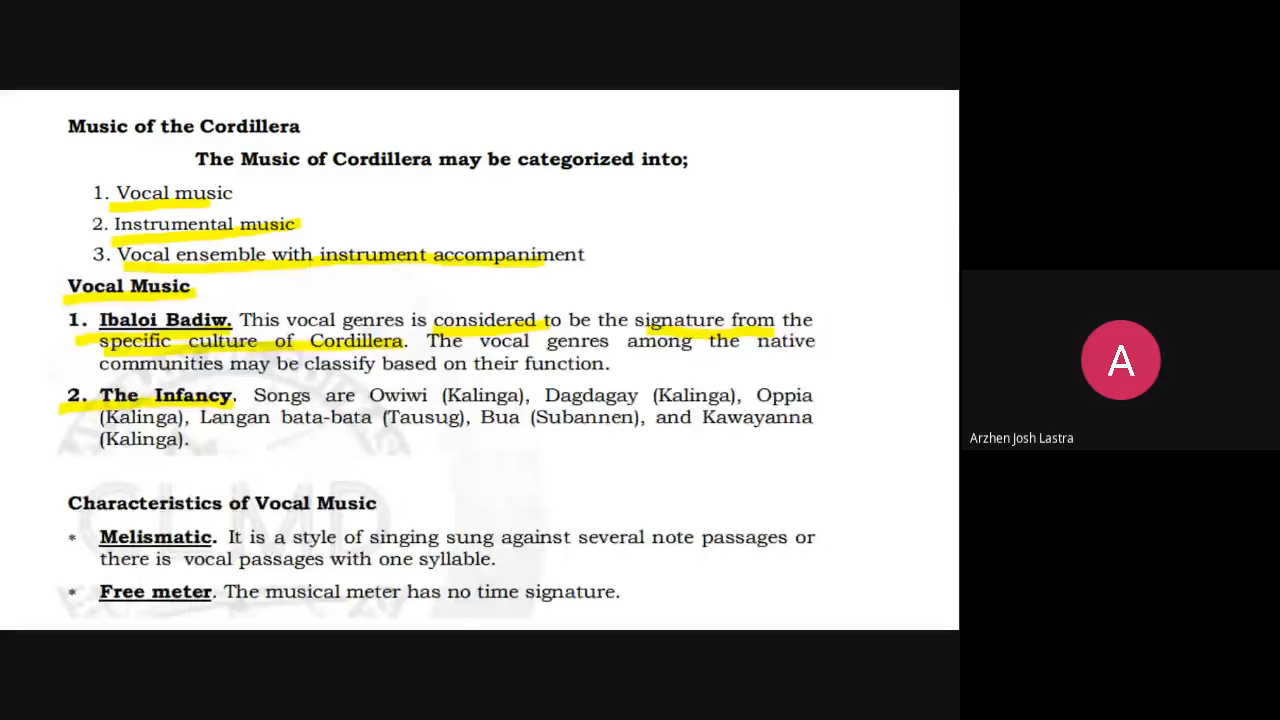 Music of the Cordillera
The Music of Cordillera may be categorized into;
1. Vocal music
2. Instrumental music
3. Vocal ensemble with instrument accompaniment
Vocal Music
1. Ibaloi Badiw. This vocal genres is considered to be the signature from the
specific culture of Cordillera. The vocal genres among the native
communities may be classify based on their function.
2. The Infancy. Songs are Owiwi (Kalinga), Dagdagay (Kalinga), Oppia
(Kalinga), Langan bata-bata (Tausug), Bua (Subannen), and Kawayanna
(Kalinga).
CLMD
Characteristics of Vocal Music
* Melismatic. It is a style of singing sung against several note passages or
there is vocal passages with one syllable.
* Free meter. The musical meter has no time signature.
A
Arzhen Josh Lastra